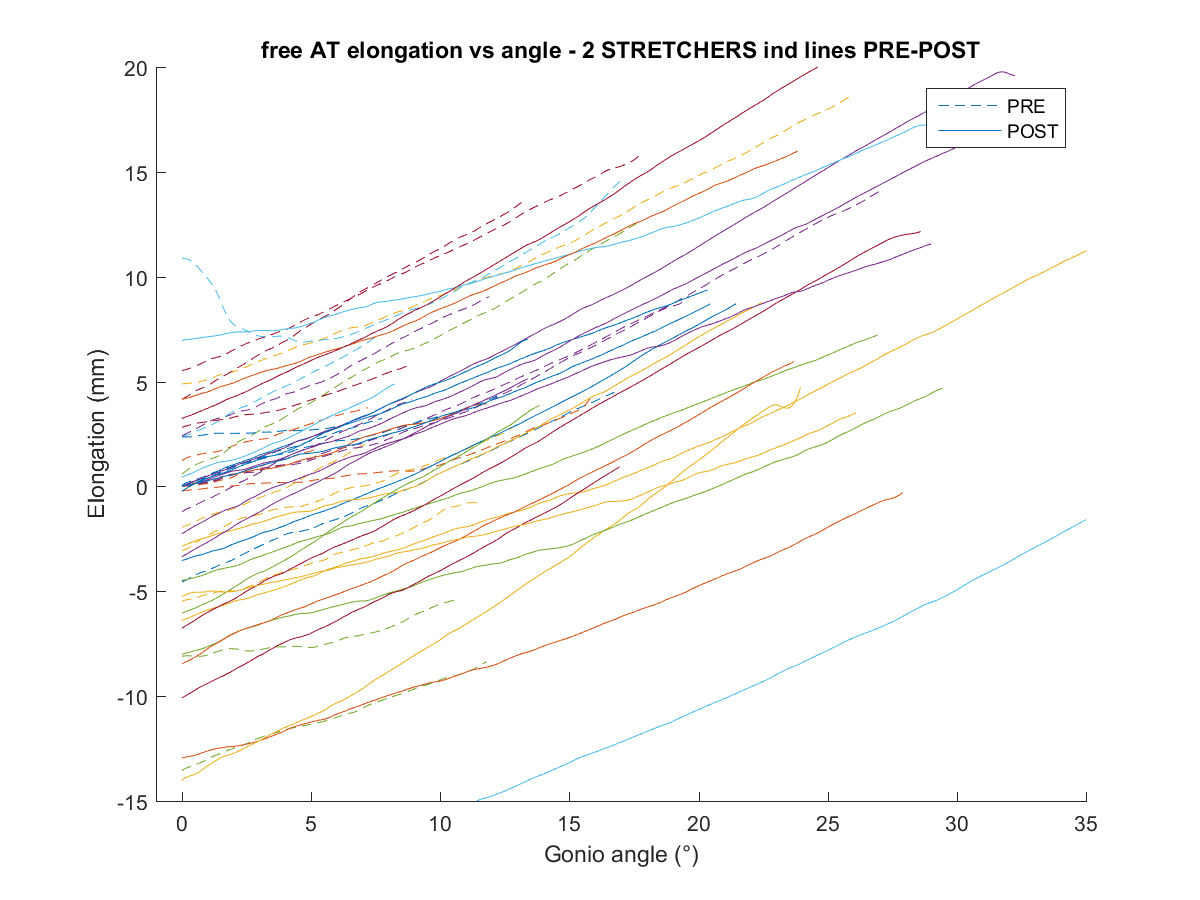 free AT elongation vs angle - 2 STRETCHERS ind lines PRE-POST
20
15
10
5
0
-5
-10
-15
Elongation (mm)
PRE
POST
0 5 10 15 20 25 30 35
Gonio angle (°)